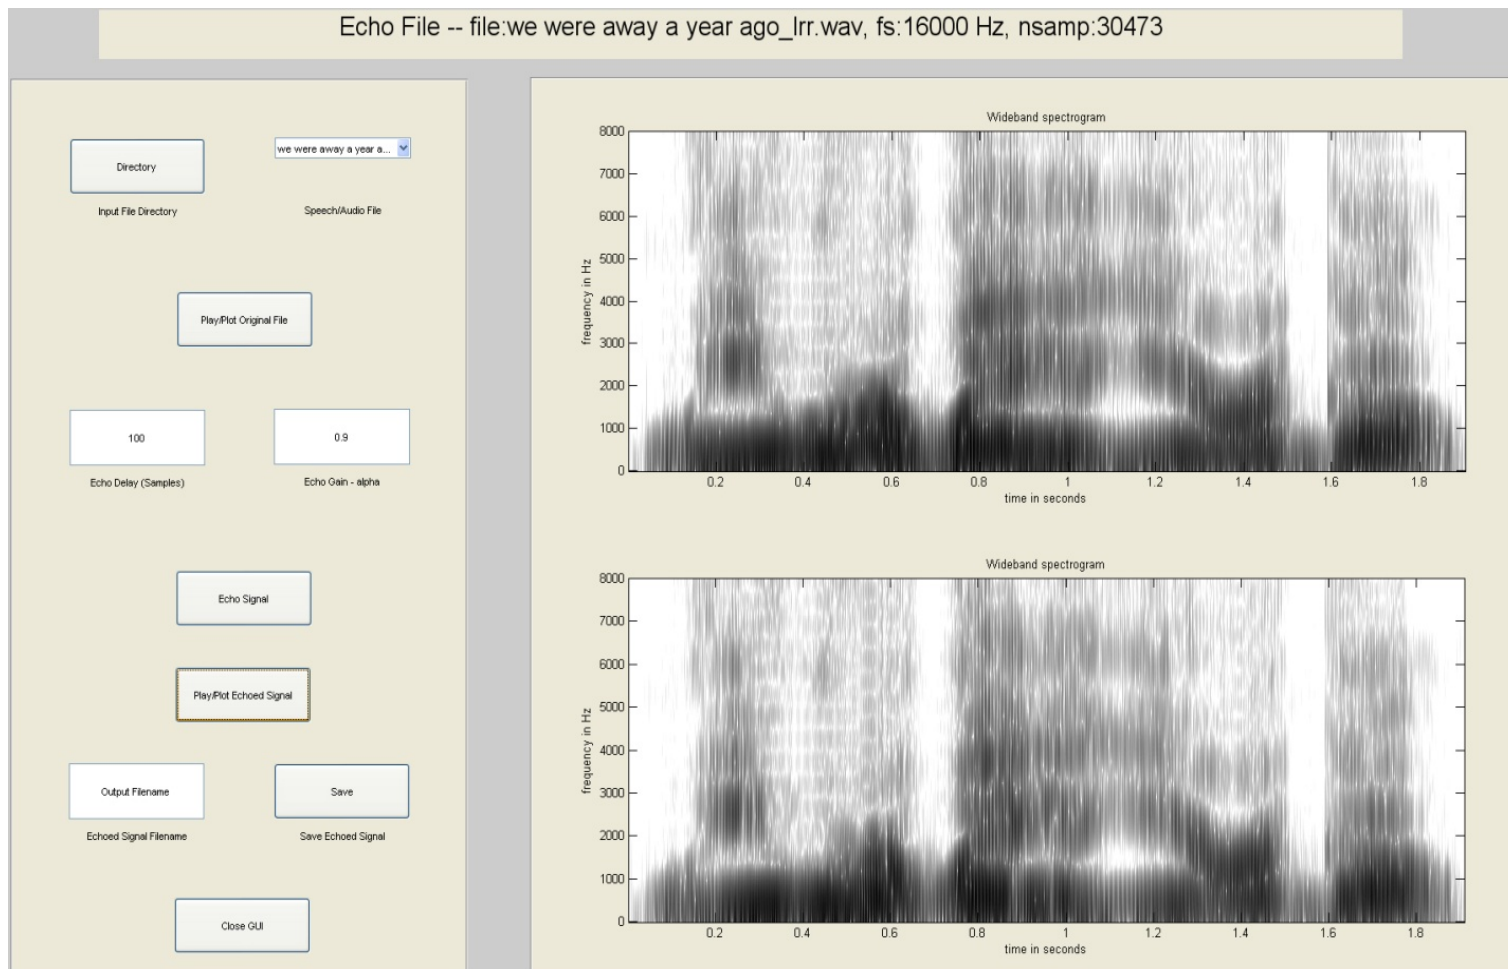 Echo File -- file:we were away a year ago_lrr.wav, fs:16000 Hz, nsamp:30473
Directory
we were away a year a...
Input File Directory
Speech/Audio File
Play/Plot Original File
100
0.9
Echo Delay (Samples)
Echo Gain - alpha
Echo Signal
Play/Plot Echoed Signal
Output Filename
Save
Echoed Signal Filename
Save Echoed Signal
Close GUI
Wideband spectrogram
8000
7000
6000
5000
4000
3000
2000
1000
0
frequency in Hz
0.2 0.4 0.6 0.8 1 1.2 1.4 1.6 1.8
time in seconds
Wideband spectrogram
8000
7000
6000
5000
4000
3000
2000
1000
0
frequency in Hz
0.2 0.4 0.6 0.8 1 1.2 1.4 1.6 1.8
time in seconds